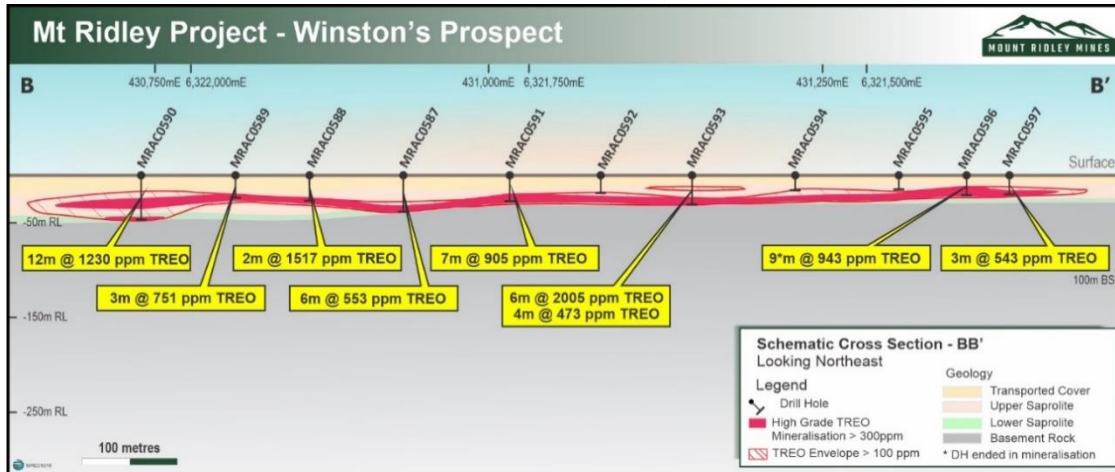 Mt Ridley Project - Winston's Prospect
MOUNT RIDLEY MINES
B
430,750mE 6,322,000mE
431,000mE 6,321,750mE
431,250mE 6,321,500mE
B'
MRAC0590
MRAC0589
MRAC0588
MRAC0587
MRAC0591
MRAC0592
MRAC0593
MRAC0594
MRAC0595
MRAC0596
MRAC0597
Surface
-50m RL
12m @ 1230 ppm TREO
2m @ 1517 ppm TREO
7m @ 905 ppm TREO
9*m @ 943 ppm TREO
3m @ 543 ppm TREO
3m @ 751 ppm TREO
6m @ 553 ppm TREO
6m @ 2005 ppm TREO
4m @ 473 ppm TREO
100m BS
-150m RL
-250m RL
100 metres
Schematic Cross Section - BB'
Looking Northeast
Legend
Drill Hole
High Grade TREO
Mineralisation > 300ppm
TREO Envelope > 100 ppm
Geology
Transported Cover
Upper Saprolite
Lower Saprolite
Basement Rock
* DH ended in mineralisation